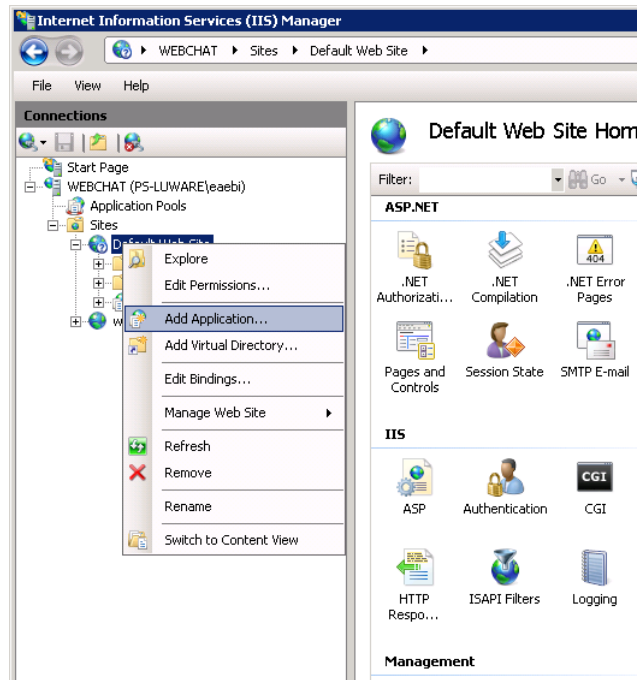 Internet Information Services (IIS) Manager
WEBCHAT Sites Default Web Site
File View Help
Connections
Start Page
WEBCHAT (PS-LUWARE\eaebi)
Application Pools
Sites
Default Web Site
Explore
Edit Permissions...
Add Application...
Add Virtual Directory...
Edit Bindings...
Manage Web Site
Refresh
Remove
Rename
Switch to Content View
Default Web Site Hom
Filter: Go
ASP.NET
.NET Authorizati...
.NET Compilation
404
.NET Error Pages
Pages and Controls
Session State
SMTP E-mail
IIS
ASP
Authentication
CGI
CGI
HTTP Respo...
ISAPI Filters
Logging
Management